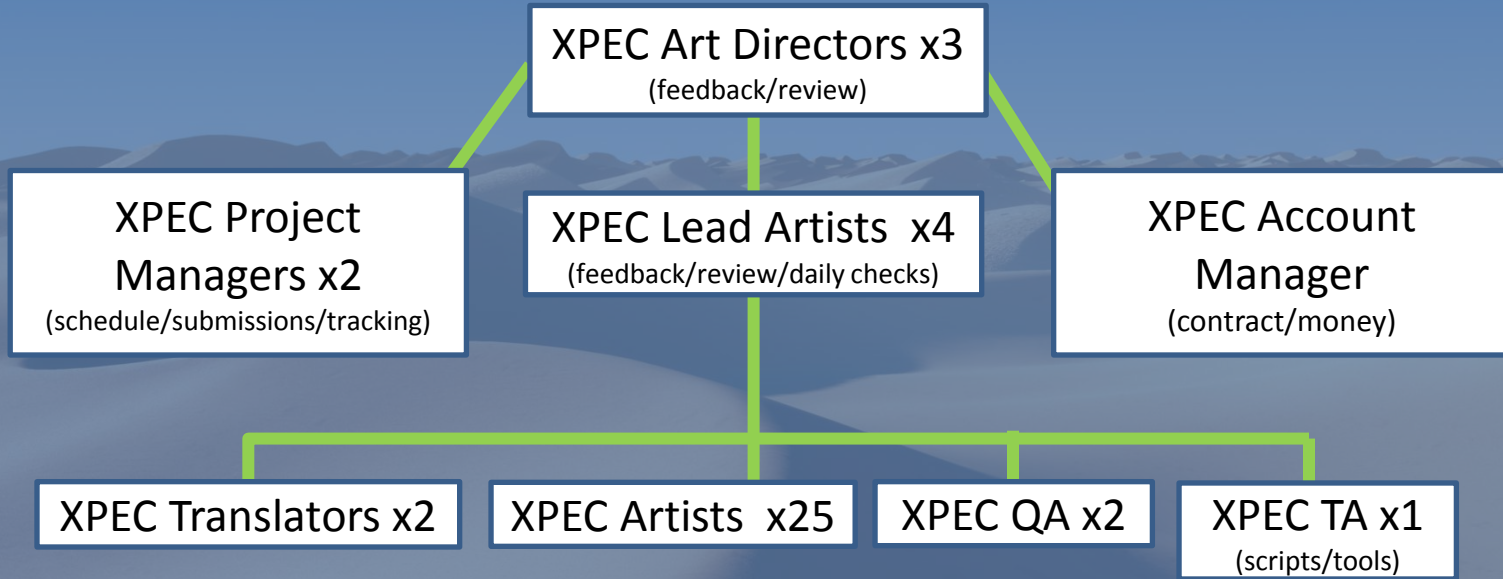 XPEC Art Directors x3
(feedback/review)
XPEC Project
Managers x2
(schedule/submissions/tracking)
XPEC Lead Artists  x4
(feedback/review/daily checks)
XPEC Account
Manager
(contract/money)
XPEC Translators x2
XPEC Artists  x25
XPEC QA x2
XPEC TA x1
(scripts/tools)